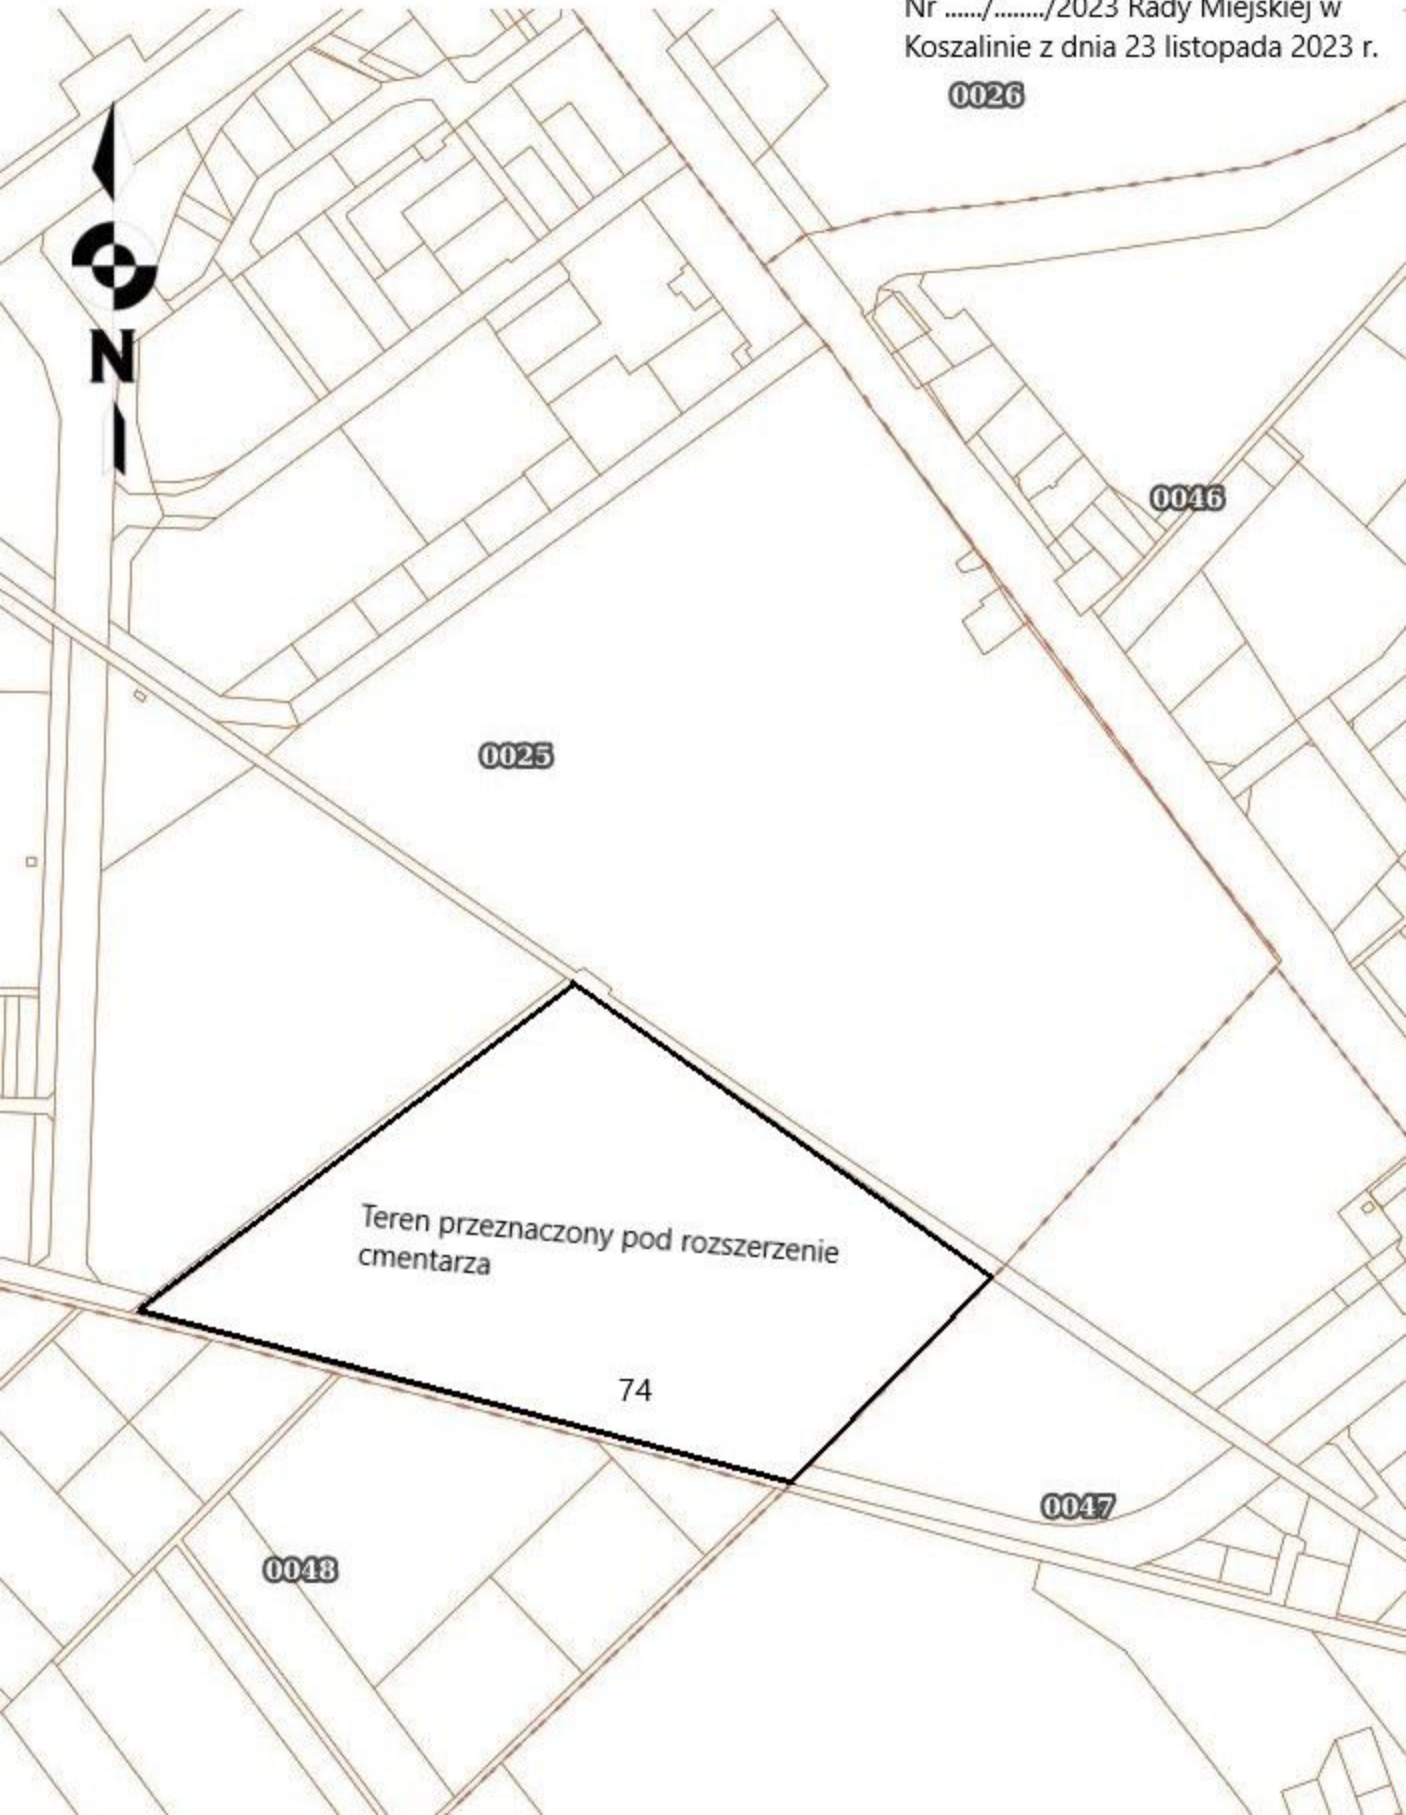 Nr ....../......../2023 Rady Miejskiej w
Koszalinie z dnia 23 listopada 2023 r.
0026
N
0046
0025
Teren przeznaczony pod rozszerzenie
cmentarza
74
0047
0048